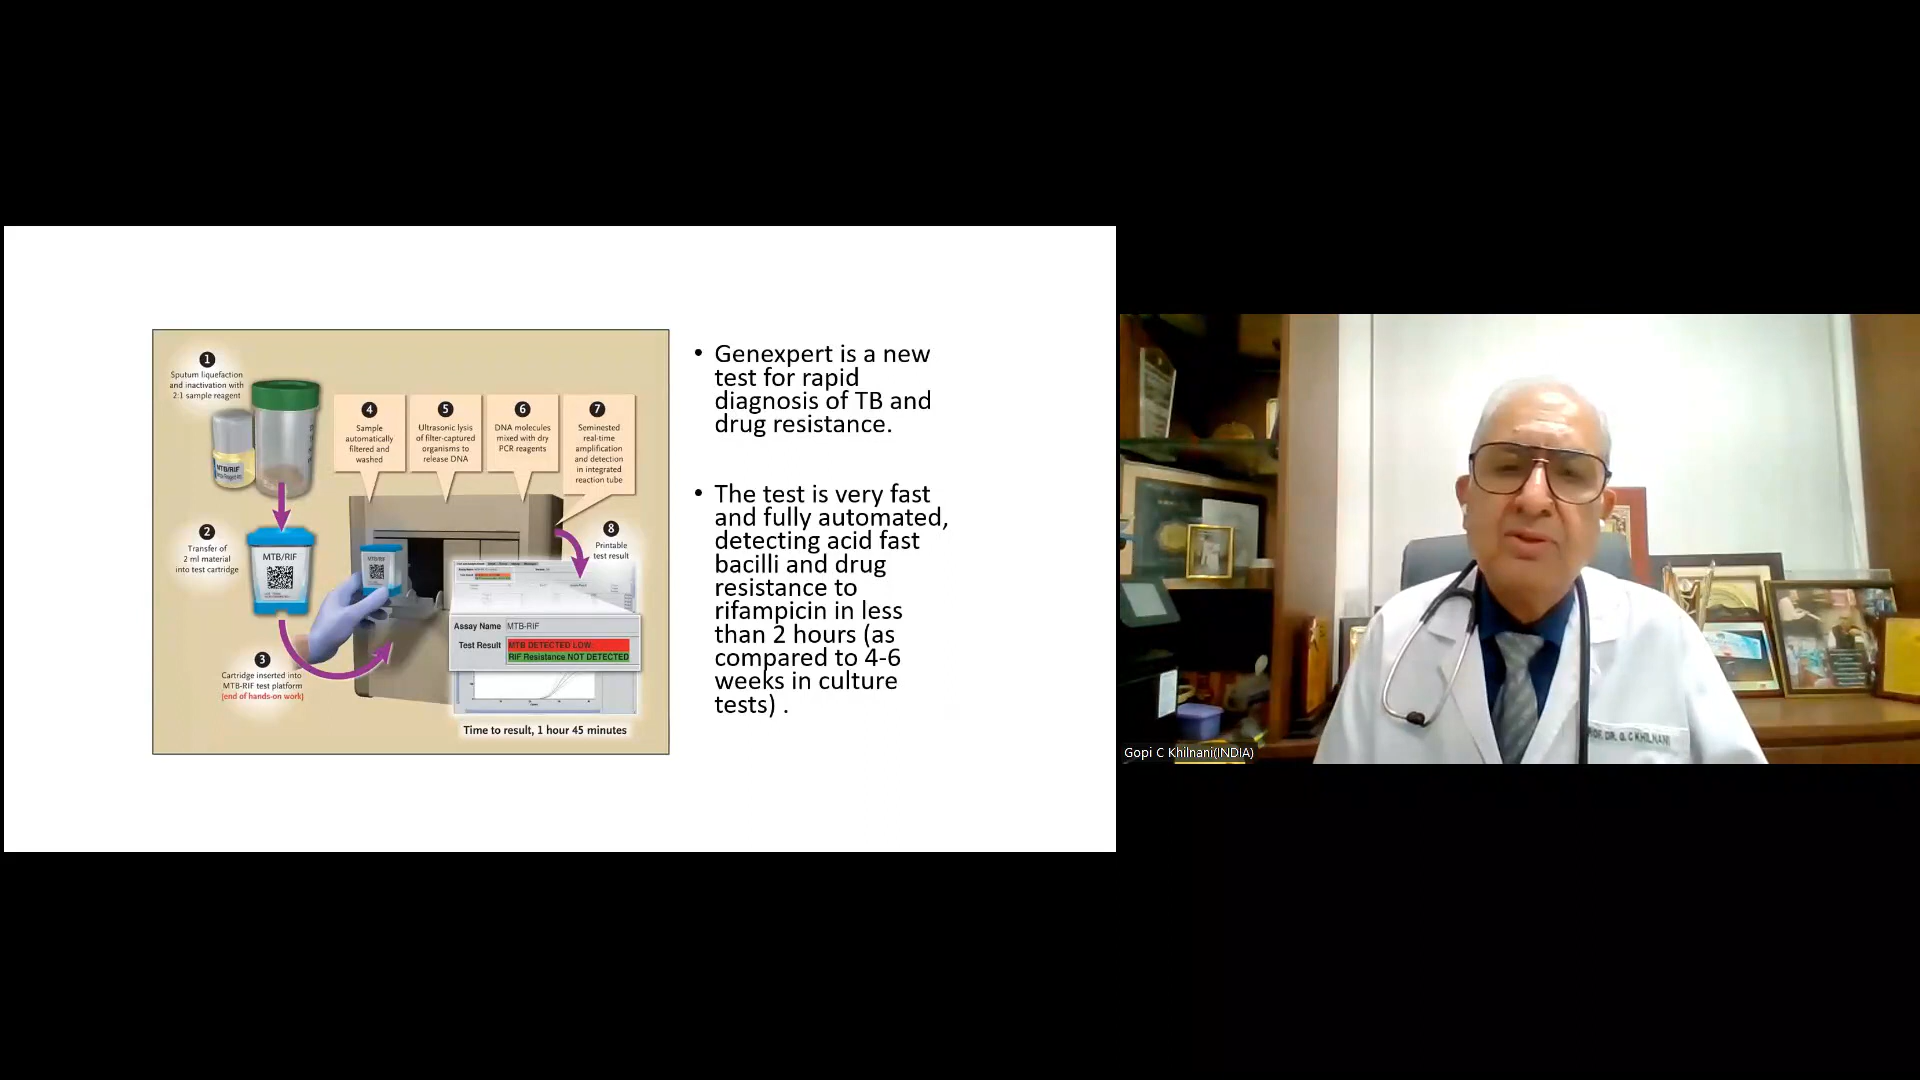 1
Sputum liquefaction
and inactivation with
2:1 sample reagent
MTB/RIF
2
Transfer of
2 ml material
into test cartridge
MTB/RIF
3
Cartridge inserted into
MTB-RIF test platform
(end of hands-on work)
4
Sample
automatically
filtered and
washed
5
Ultrasonic lysis
of filter-captured
organisms to
release DNA
6
DNA molecules
mixed with dry
PCR reagents
7
Seminested
real-time
amplification
and detection
in integrated
reaction tube
8
Printable
test result
MTB/RIF
Assay Name MTB-RIF
Test Result MTB DETECTED LOW
RIF Resistance NOT DETECTED
Time to result, 1 hour 45 minutes
• Genexpert is a new
test for rapid
diagnosis of TB and
drug resistance.
• The test is very fast
and fully automated,
detecting acid fast
bacilli and drug
resistance to
rifampicin in less
than 2 hours (as
compared to 4-6
weeks in culture
tests) .
PROF. DR. G. C KHILNANI
Gopi C Khilnani(INDIA)